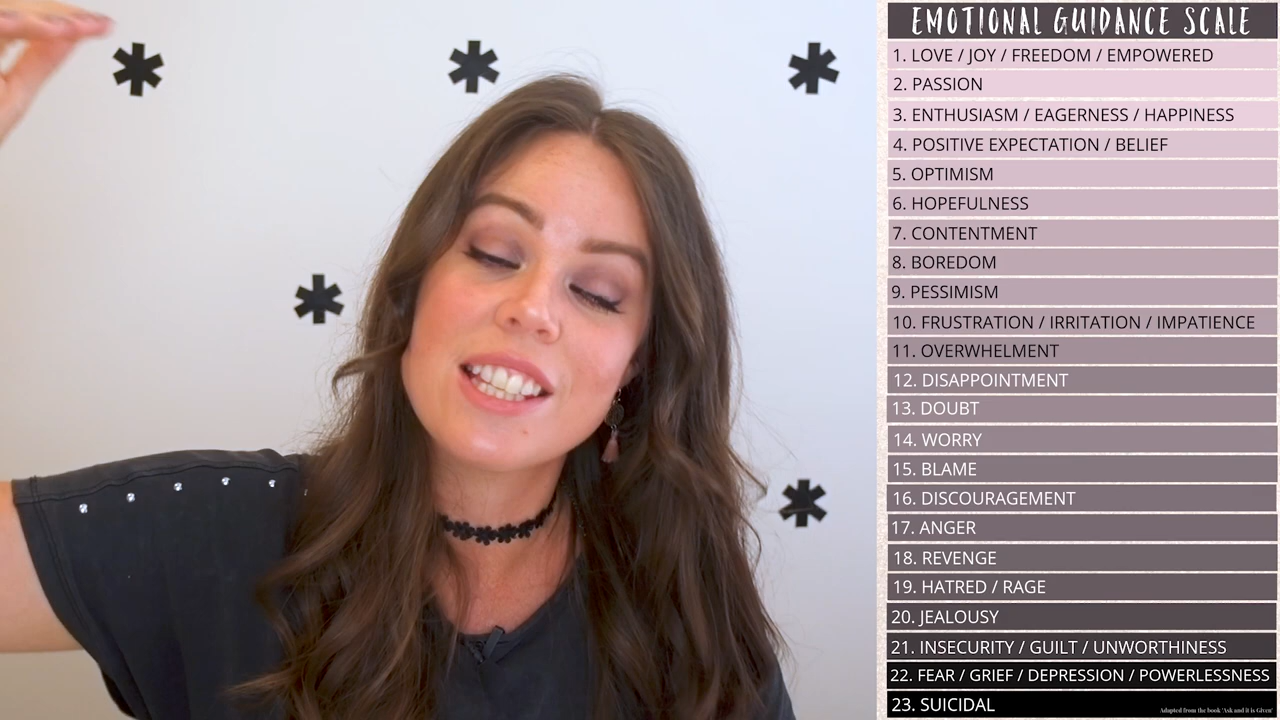 EMOTIONAL GUIDANCE SCALE
1. LOVE / JOY / FREEDOM / EMPOWERED
2. PASSION
3. ENTHUSIASM / EAGERNESS / HAPPINESS
4. POSITIVE EXPECTATION / BELIEF
5. OPTIMISM
6. HOPEFULNESS
7. CONTENTMENT
8. BOREDOM
9. PESSIMISM
10. FRUSTRATION / IRRITATION / IMPATIENCE
11. OVERWHELMENT
12. DISAPPOINTMENT
13. DOUBT
14. WORRY
15. BLAME
16. DISCOURAGEMENT
17. ANGER
18. REVENGE
19. HATRED / RAGE
20. JEALOUSY
21. INSECURITY / GUILT / UNWORTHINESS
22. FEAR / GRIEF / DEPRESSION / POWERLESSNESS
23. SUICIDAL
Adapted from the book 'Ask and it is Given'